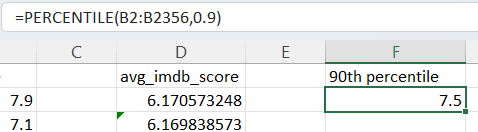 =PERCENTILE(B2:B2356,0.9)
C D E F
avg_imdb_score 90th percentile
7.9 6.170573248 7.5
7.1 6.169838573